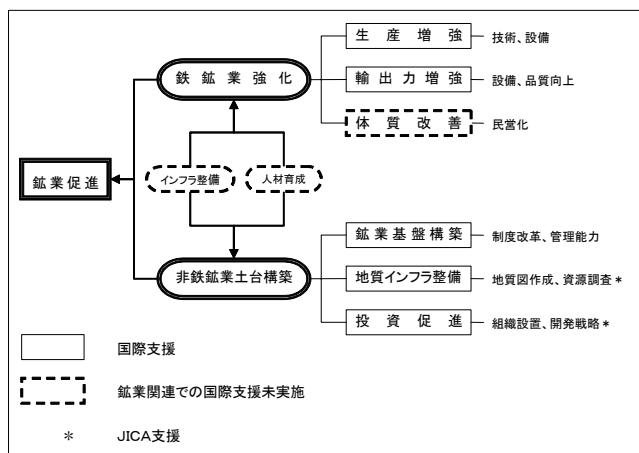 生産増強 技術、設備
鉄鉱業強化 輸出力増強 設備、品質向上
体質改善 民営化
鉱業促進 インフラ整備 人材育成
鉱業基盤構築 制度改革、管理能力
非鉄鉱業土台構築 地質インフラ整備 地質図作成、資源調査*
投資促進 組織設置、開発戦略*
国際支援
鉱業関連での国際支援未実施
* JICA支援